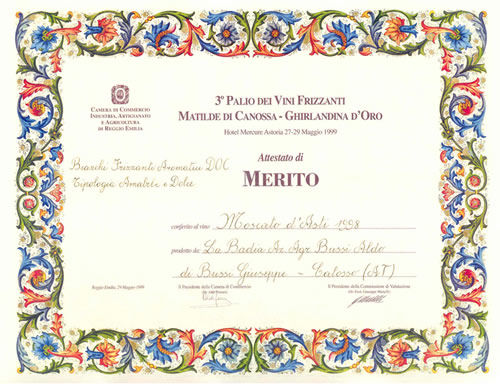 CAMERA DI COMMERCIO
INDUSTRIA, ARTIGIANATO
E AGRICOLTURA
DI REGGIO EMILIA
3° PALIO DEI VINI FRIZZANTI
MATILDE DI CANOSSA - GHIRLANDINA D'ORO
Hotel Mercure Astoria 27-29 Maggio 1999
Attestato di
MERITO
Bianchi Frizzanti Aromatici DOC
Tipologia Amabile e Dolce
conferito al vino Moscato d'Asti 1998
prodotto da La Badia Az. Agr Bussi Aldo
di Bussi Giuseppe - Calosso (AT)
Reggio Emilia, 29 Maggio 1999
Il Presidente della Camera di Commercio
Il Presidente della Commissione di Valutazione